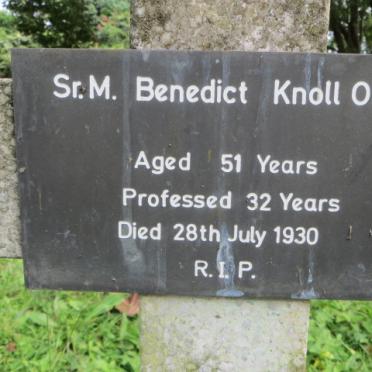 Sr. M. Benedict Knoll O
Aged 51 Years
Professed 32 Years
Died 28th July 1930
R.I.P.